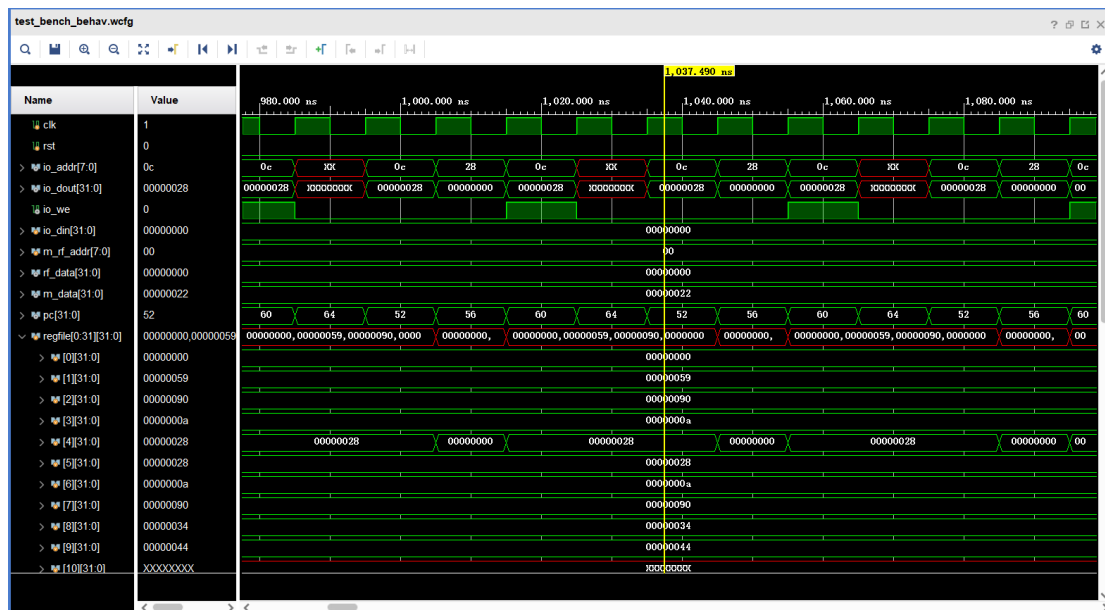 test_bench_behav.wcfg
1,037.490 ns
Name Value 980.000 ns 1,000.000 ns 1,020.000 ns 1,040.000 ns 1,060.000 ns 1,080.000 ns
clk 1
rst 0
io_addr[7:0] 0c 0c XX 0c 28 0c XX 0c 28 0c XX 0c 28 0c
io_dout[31:0] 00000028 00000028 XXXXXXXX 00000028 00000000 00000028 XXXXXXXX 00000028 00000000 00000028 XXXXXXXX 00000028 00000000 00
io_we 0
io_din[31:0] 00000000 00000000
m_rf_addr[7:0] 00 00
rf_data[31:0] 00000000 00000000
m_data[31:0] 00000022 00000022
pc[31:0] 52 60 64 52 56 60 64 52 56 60 64 52 56 60
regfile[0:31][31:0] 00000000,00000059 00000000,00000059,00000090,0000 00000000, 00000000,00000059,00000090,0000000 00000000, 00000000,00000059,00000090,0000000 00000000, 00
[0][31:0] 00000000 00000000
[1][31:0] 00000059 00000059
[2][31:0] 00000090 00000090
[3][31:0] 0000000a 0000000a
[4][31:0] 00000028 00000028 00000000 00000028 00000000 00000028 00000000 00
[5][31:0] 00000028 00000028
[6][31:0] 0000000a 0000000a
[7][31:0] 00000090 00000090
[8][31:0] 00000034 00000034
[9][31:0] 00000044 00000044
[10][31:0] XXXXXXXX XXXXXXXX